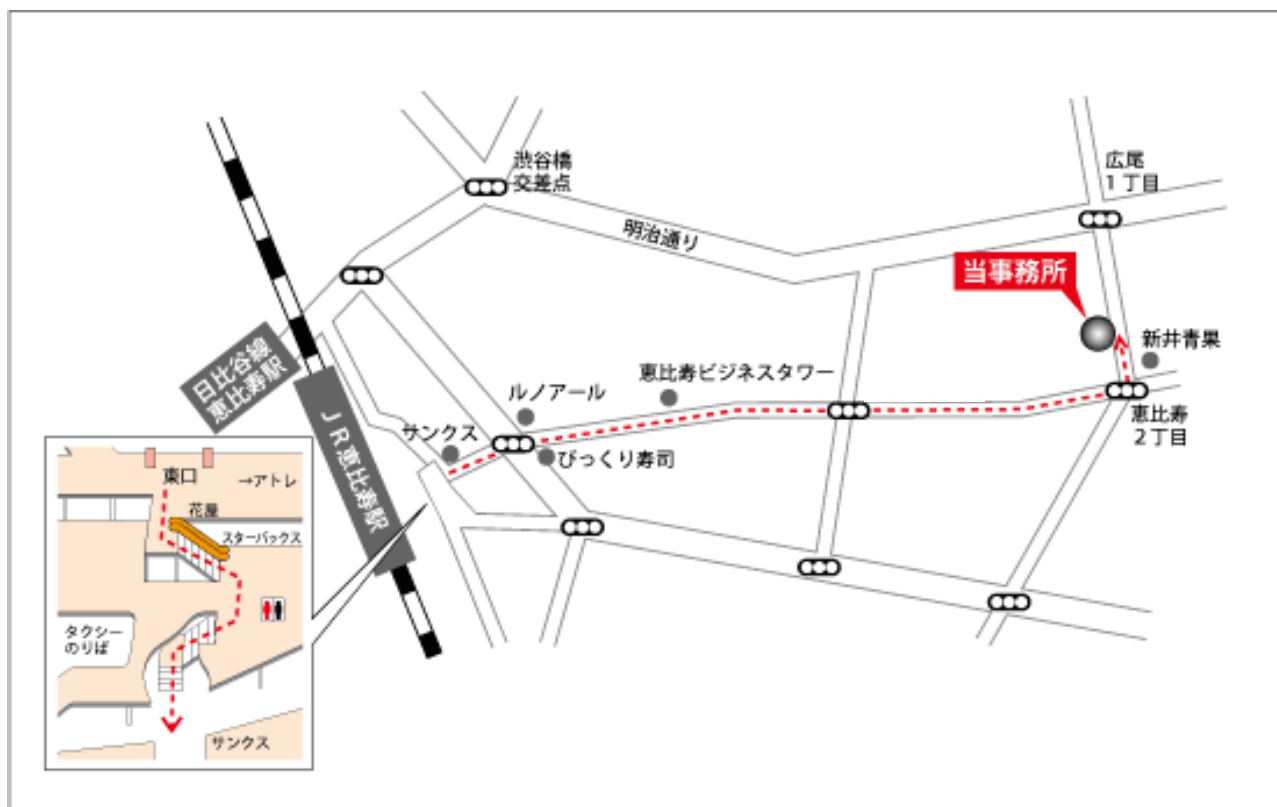 渋谷橋
交差点
広尾
1丁目
明治通り
当事務所
日比谷線
恵比寿駅
新井青果
恵比寿ビジネスタワー
ルノアール
JR恵比寿駅
サンクス
恵比寿
2丁目
びっくり寿司
東口
→アトレ
花屋
スターバックス
タクシー
のりば
サンクス